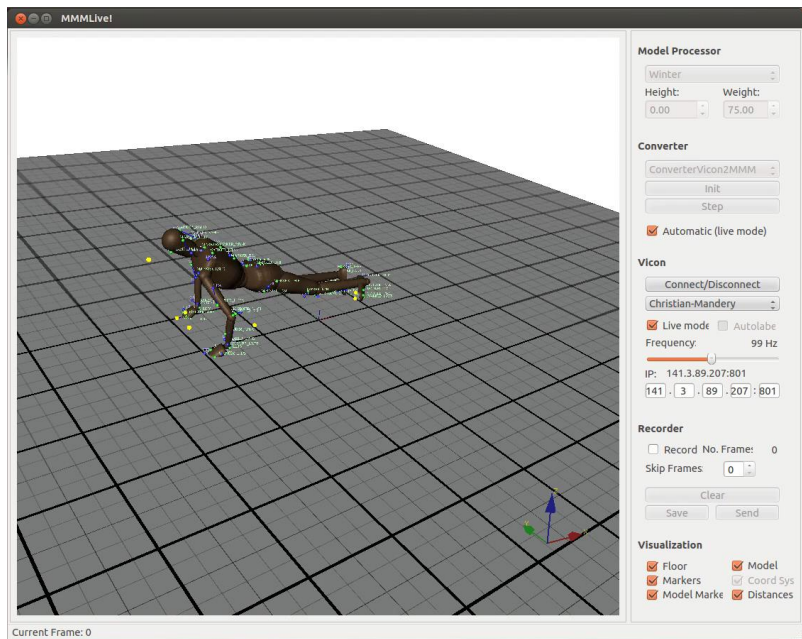 MMMLive!
Model Processor
Winter
Height: Weight:
0.00 75.00
Converter
ConverterVicon2MMM
Init
Step
Automatic (live mode)
Vicon
Connect/Disconnect
Christian-Mandery
Live mode Autolabe
Frequency: 99 Hz
IP: 141.3.89.207:801
141 . 3 . 89 . 207 : 801
Recorder
Record No. Frames: 0
Skip Frames: 0
Clear
Save Send
Visualization
Floor Model
Markers Coord Sys
Model Marke Distances
Current Frame: 0